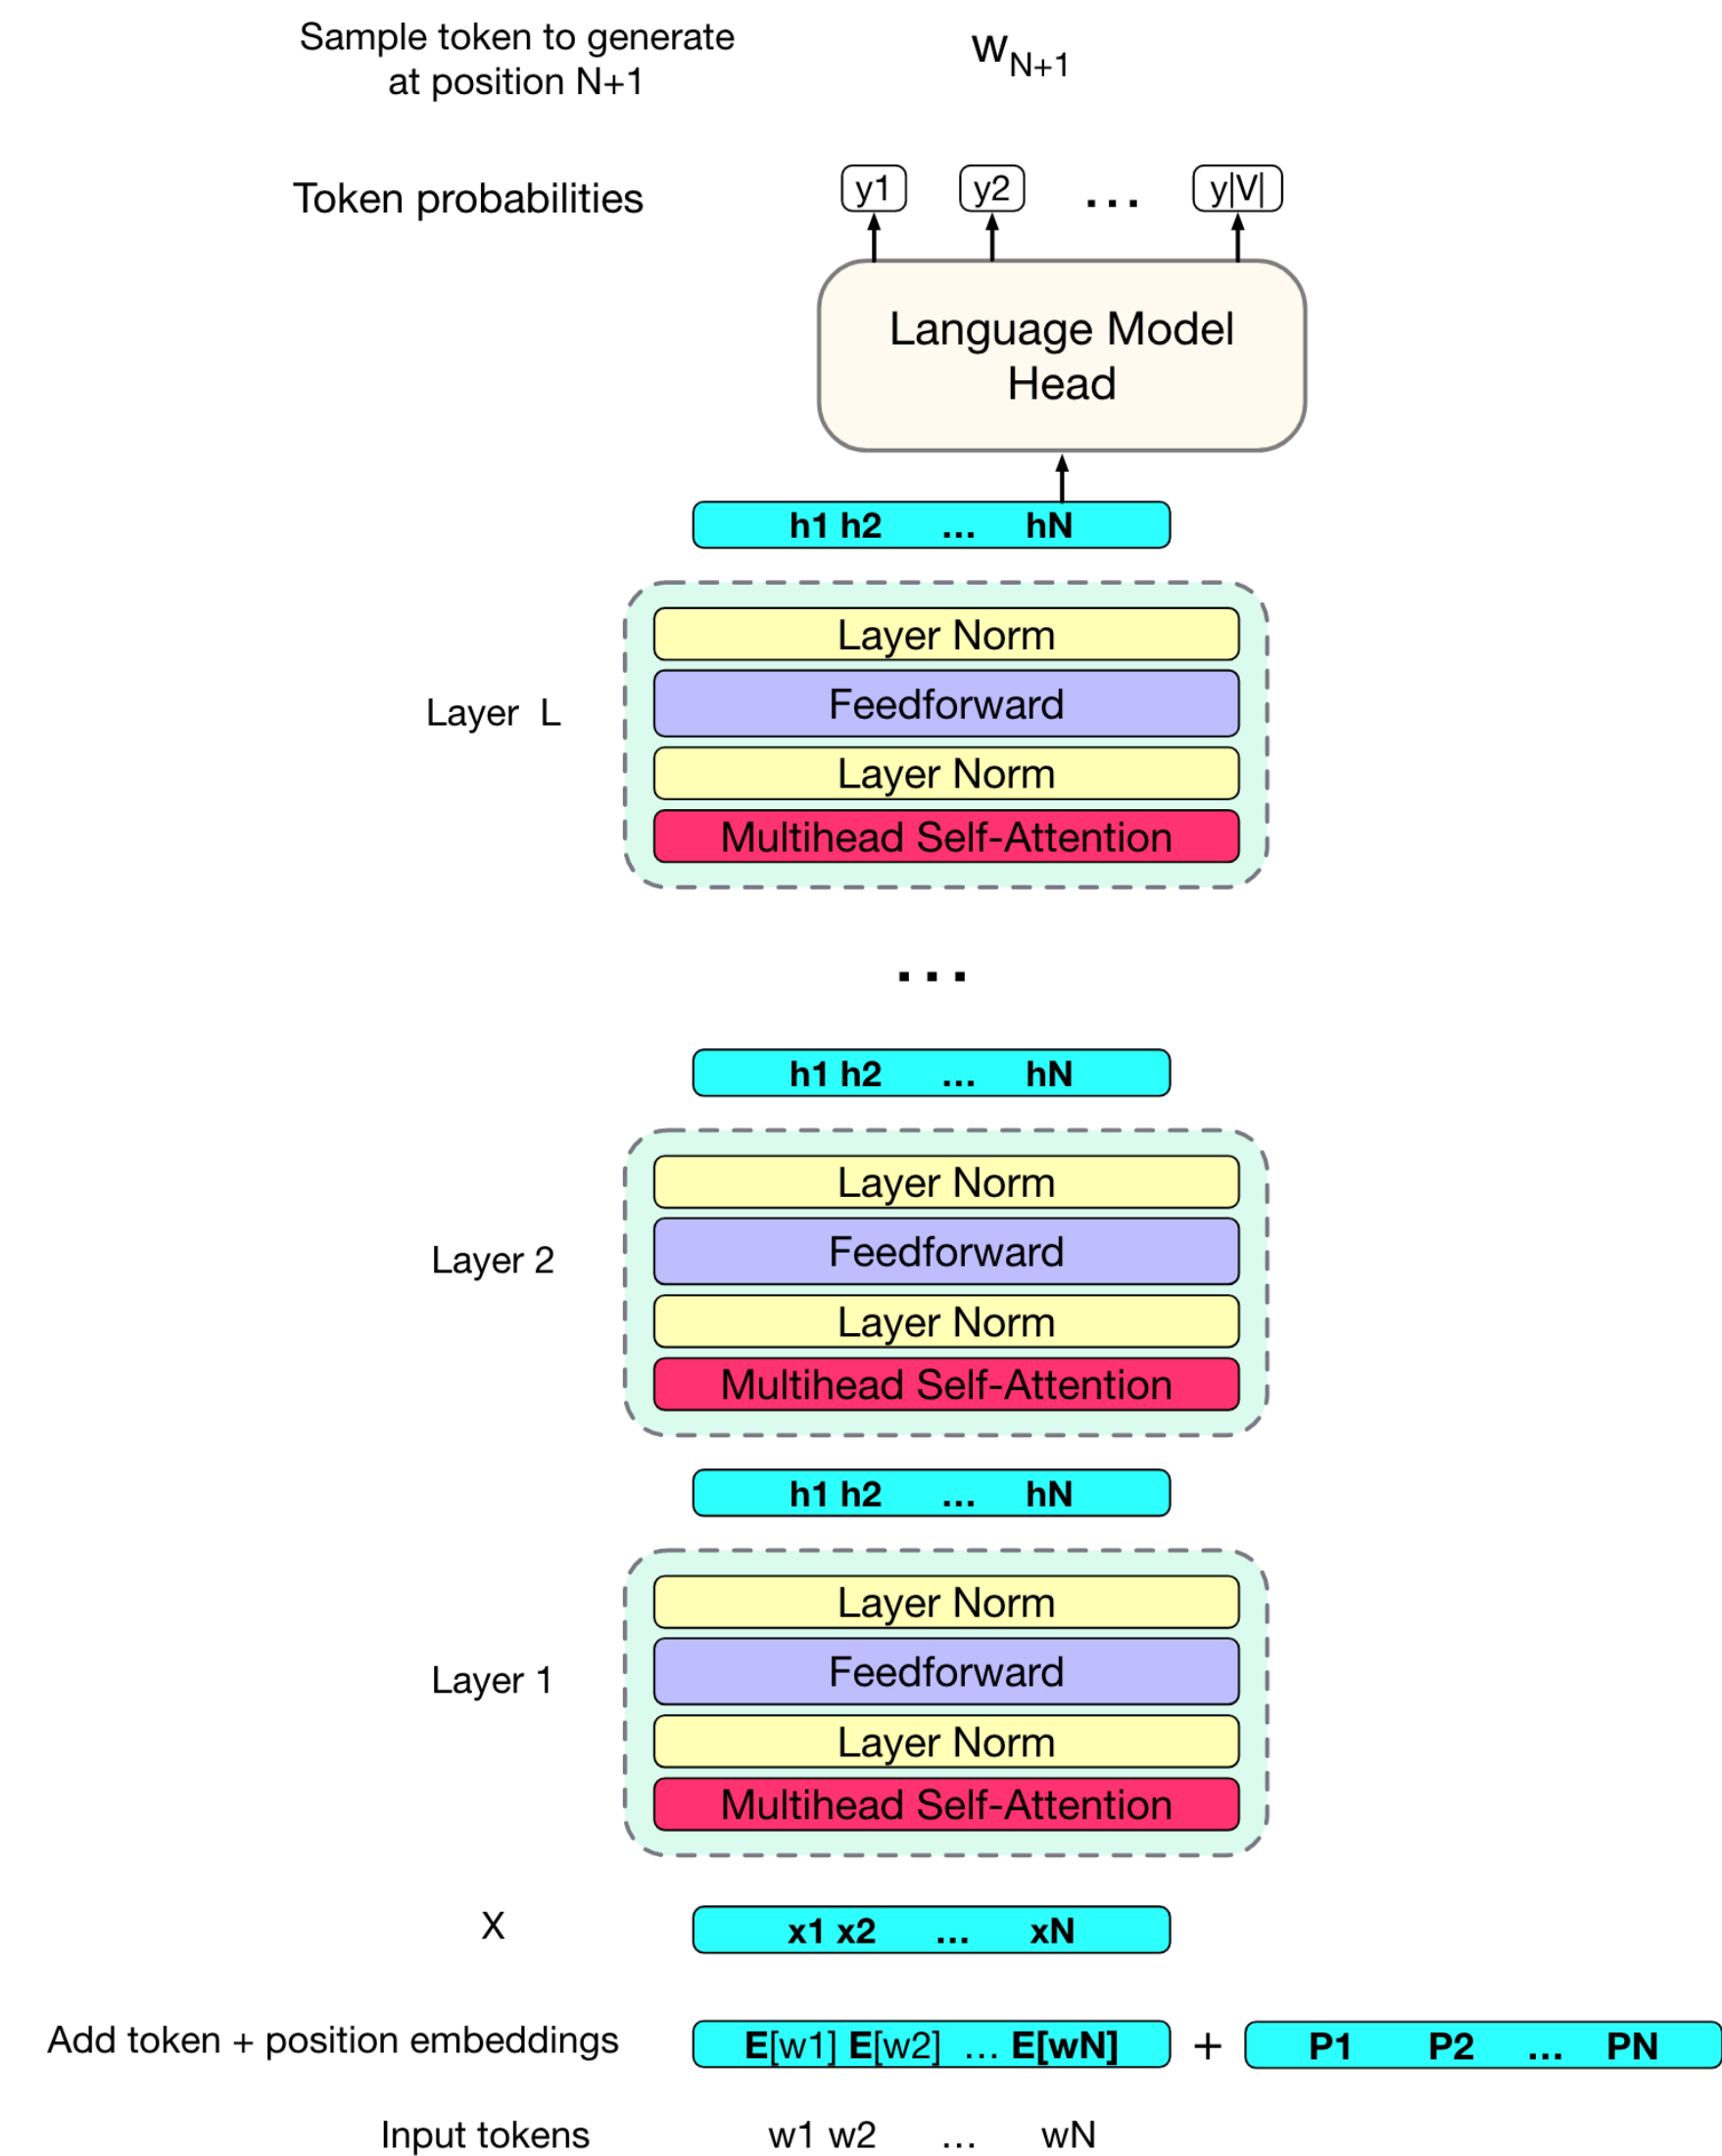 Sample token to generate
at position N+1
w_{N+1}
Token probabilities
y1 y2 ... y|V|
Language Model
Head
h1 h2 ... hN
Layer L
Layer Norm
Feedforward
Layer Norm
Multihead Self-Attention
...
h1 h2 ... hN
Layer 2
Layer Norm
Feedforward
Layer Norm
Multihead Self-Attention
h1 h2 ... hN
Layer 1
Layer Norm
Feedforward
Layer Norm
Multihead Self-Attention
X
x1 x2 ... xN
Add token + position embeddings
E[w1] E[w2] ... E[wN] + P1 P2 ... PN
Input tokens
w1 w2 ... wN